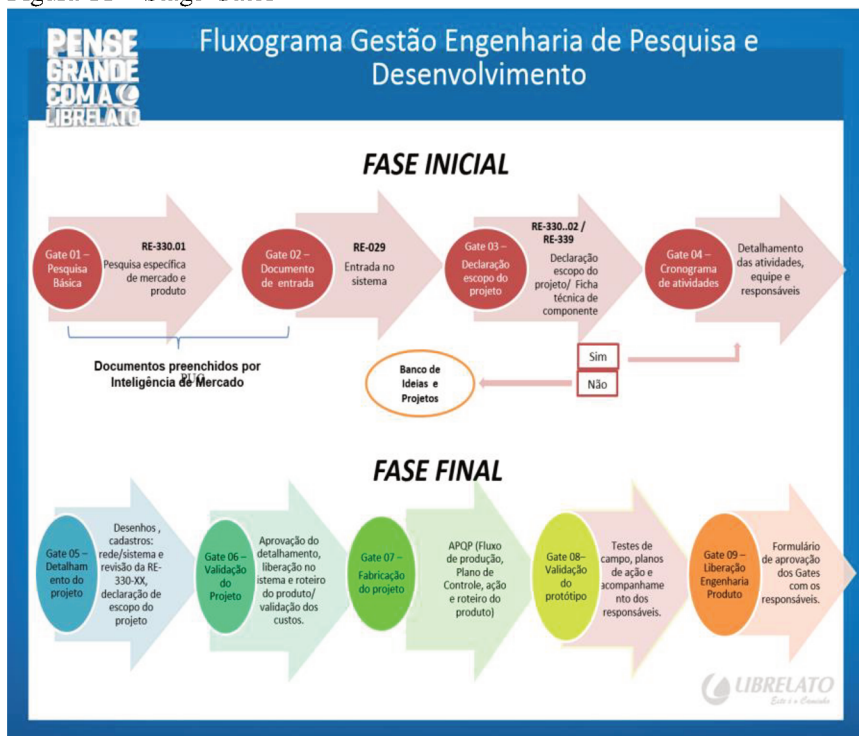 PENSE
GRANDE
COM A
LIBRELATO
Fluxograma Gestão Engenharia de Pesquisa e
Desenvolvimento
FASE INICIAL
Gate 01 –
Pesquisa
Básica
RE-330.01
Pesquisa específica
de mercado e
produto
Gate 02 –
Documento
de entrada
RE-029
Entrada no
sistema
Gate 03 –
Declaração
escopo do
projeto
RE-330..02 /
RE-339
Declaração
escopo do
projeto/ Ficha
técnica de
componente
Gate 04 –
Cronograma
de atividades
Detalhamento
das atividades,
equipe e
responsáveis
Documentos preenchidos por
Inteligência de Mercado
Banco de
Ideias e
Projetos
Sim
Não
FASE FINAL
Gate 05 –
Detalham
ento do
projeto
Desenhos ,
cadastros:
rede/sistema e
revisão da RE-
330-XX,
declaração de
escopo do
projeto
Gate 06 –
Validação
do
Projeto
Aprovação do
detalhamento,
liberação no
istema e roteiro
do produto/
validação dos
custos.
Gate 07 –
Fabricação
do projeto
APQP (Fluxo
de produção,
Plano de
Controle, ação
e roteiro do
produto)
Gate 08–
Validação
do
protótipo
Testes de
campo, planos
de ação e
acompanhame
nto dos
responsáveis.
Gate 09 –
Liberação
Engenharia
Produto
Formulário
de aprovação
dos Gates
com os
responsáveis.
LIBRELATO
Este é o Caminho